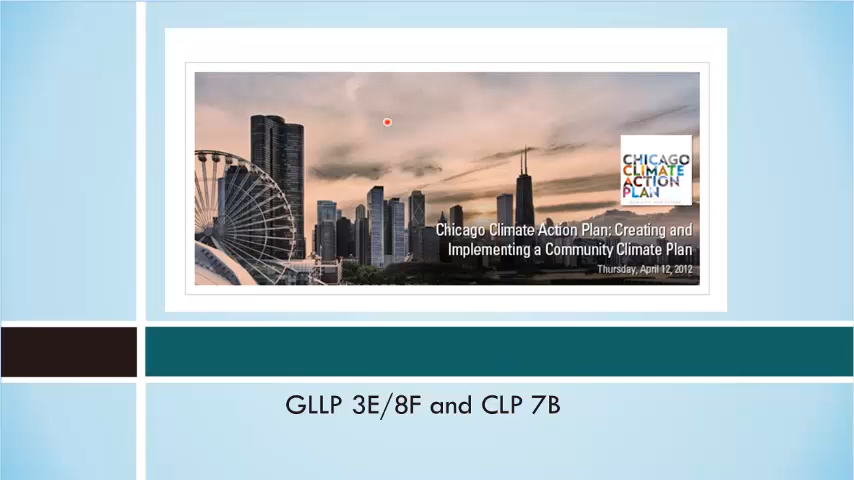 CHICAGO
CLIMATE
ACTION
PLAN
Chicago Climate Action Plan: Creating and
Implementing a Community Climate Plan
Thursday, April 12, 2012
GLLP 3E/8F and CLP 7B